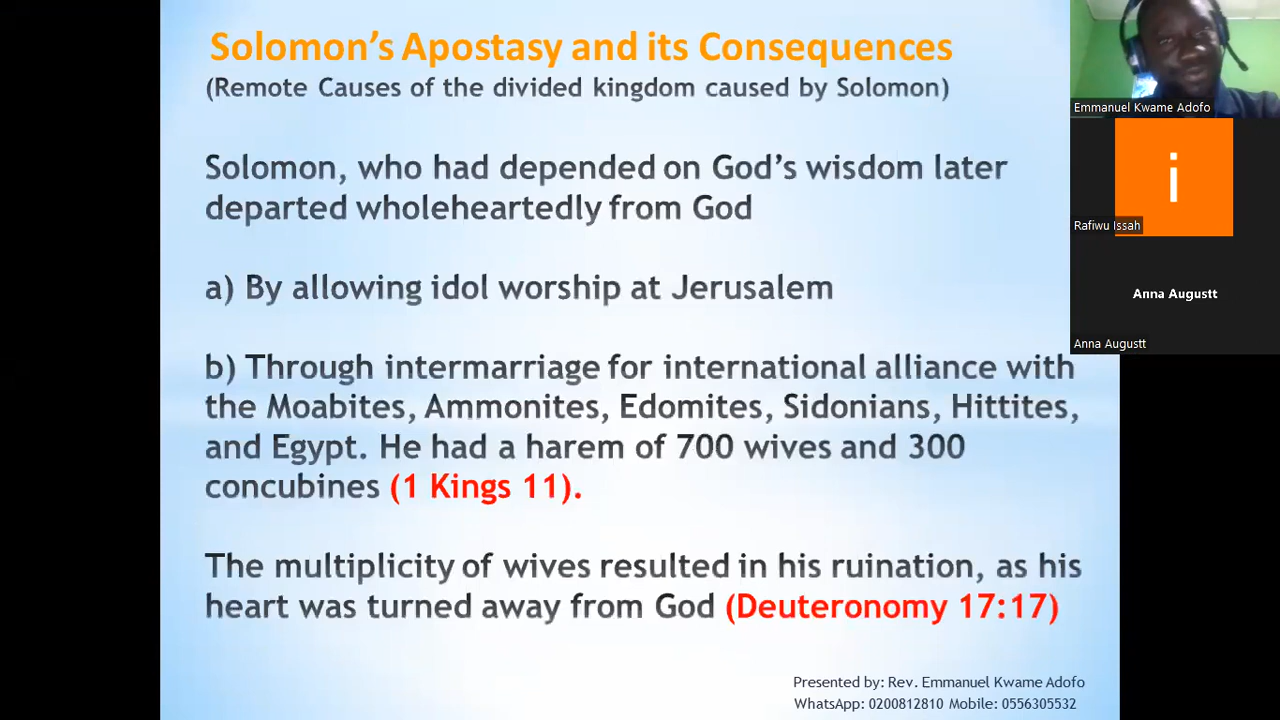 Solomon's Apostasy and its Consequences
(Remote Causes of the divided kingdom caused by Solomon)
Solomon, who had depended on God's wisdom later
departed wholeheartedly from God
a) By allowing idol worship at Jerusalem
b) Through intermarriage for international alliance with
the Moabites, Ammonites, Edomites, Sidonians, Hittites,
and Egypt. He had a harem of 700 wives and 300
concubines (1 Kings 11).
The multiplicity of wives resulted in his ruination, as his
heart was turned away from God (Deuteronomy 17:17)
Presented by: Rev. Emmanuel Kwame Adofo
WhatsApp: 0200812810 Mobile: 0556305532
Emmanuel Kwame Adofo
i
Rafiwu Issah
Anna Augustt
Anna Augustt